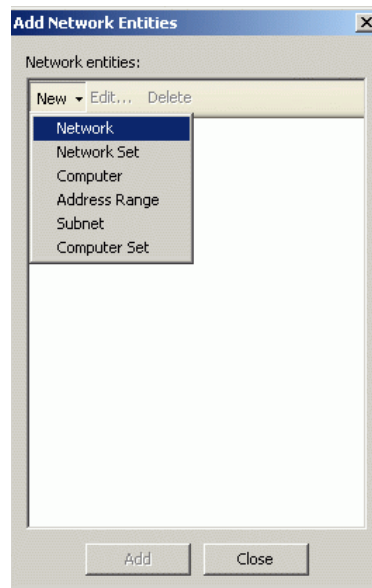 Add Network Entities
Network entities:
New Edit... Delete
Network
Network Set
Computer
Address Range
Subnet
Computer Set
Add Close